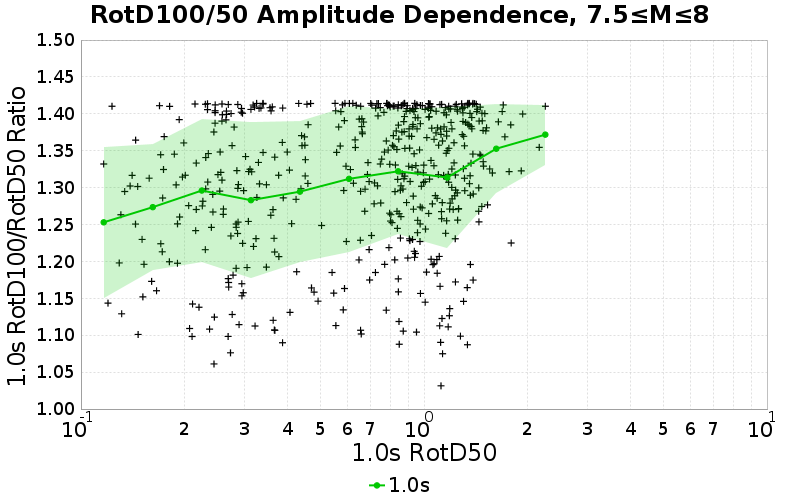 RotD100/50 Amplitude Dependence, 7.5≤M≤8
1.0s RotD100/RotD50 Ratio
1.50
1.45
1.40
1.35
1.30
1.25
1.20
1.15
1.10
1.05
1.00
10^-1 2 3 4 5 6 7 10^0 2 3 4 5 6 7 10^1
1.0s RotD50
1.0s